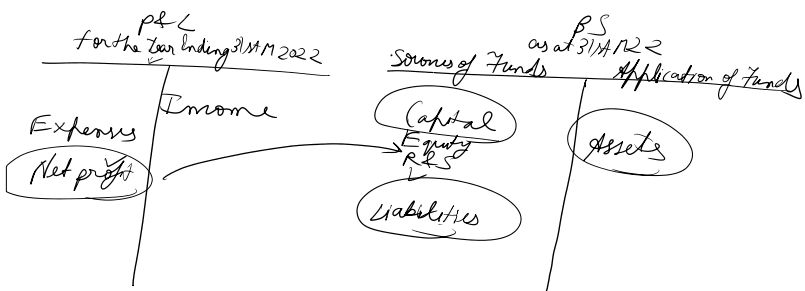 P&L
for the Year Ending 31st M 2022
Income
Expenses
Net profit
BS
as at 31st M 22
Sources of Funds
Application of Funds
Capital
Equity
R&S
Liabilities
Assets